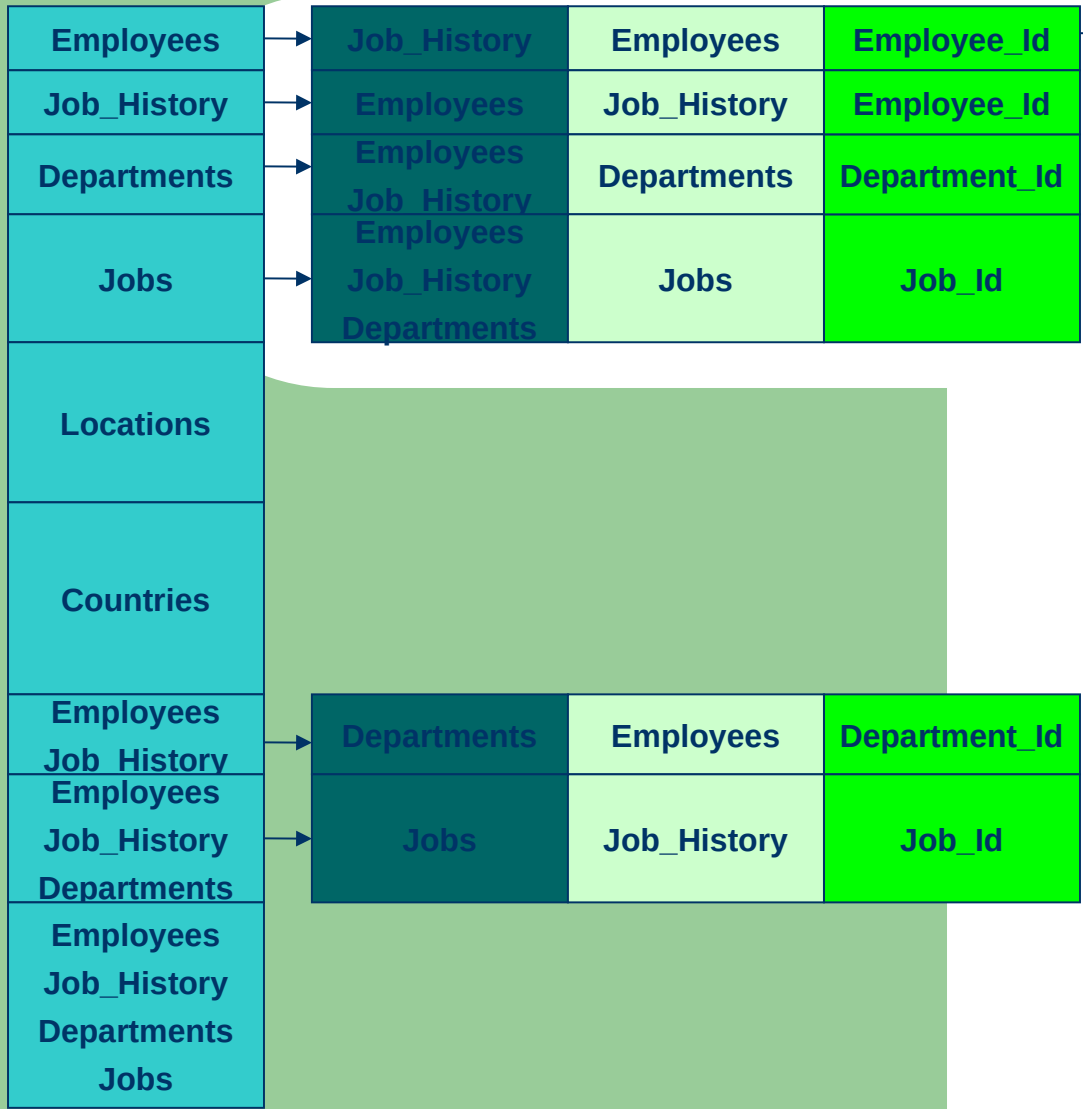 Employees Job_History Employees Employee_Id
Job_History Employees Job_History Employee_Id
Employees
Departments Departments Department_Id
Job_History
Employees
Jobs Job_History Jobs Job_Id
Departments
Locations
Countries
Employees
Departments Employees Department_Id
Job_History
Employees
Job_History Jobs Job_History Job_Id
Departments
Employees
Job_History
Departments
Jobs